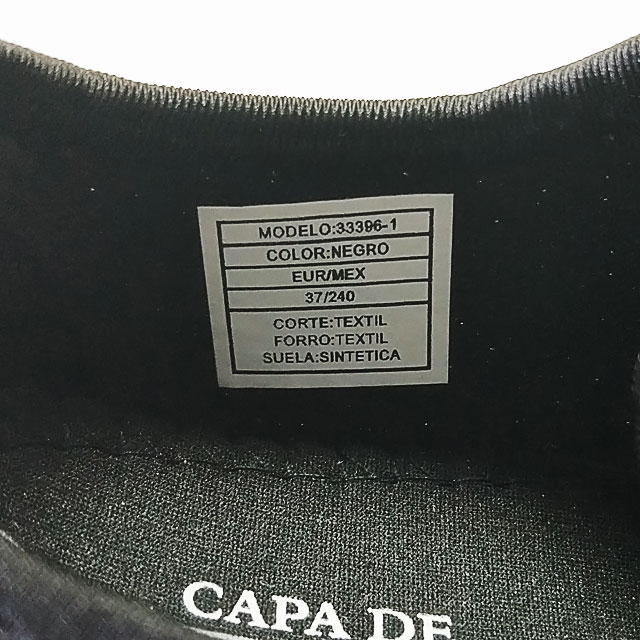 MODELO:33396-1
COLOR:NEGRO
EUR/MEX
37/240
CORTE:TEXTIL
FORRO:TEXTIL
SUELA:SINTETICA
CAPA DE